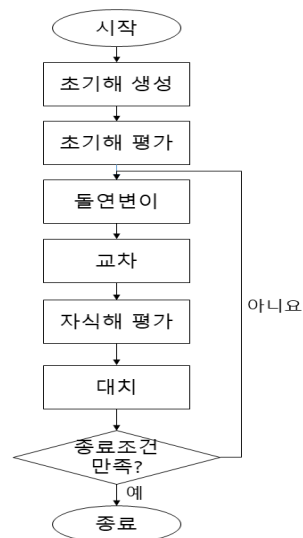 시작
초기해 생성
초기해 평가
돌연변이
교차
아니요
자식해 평가
대치
종료조건
만족?
예
종료